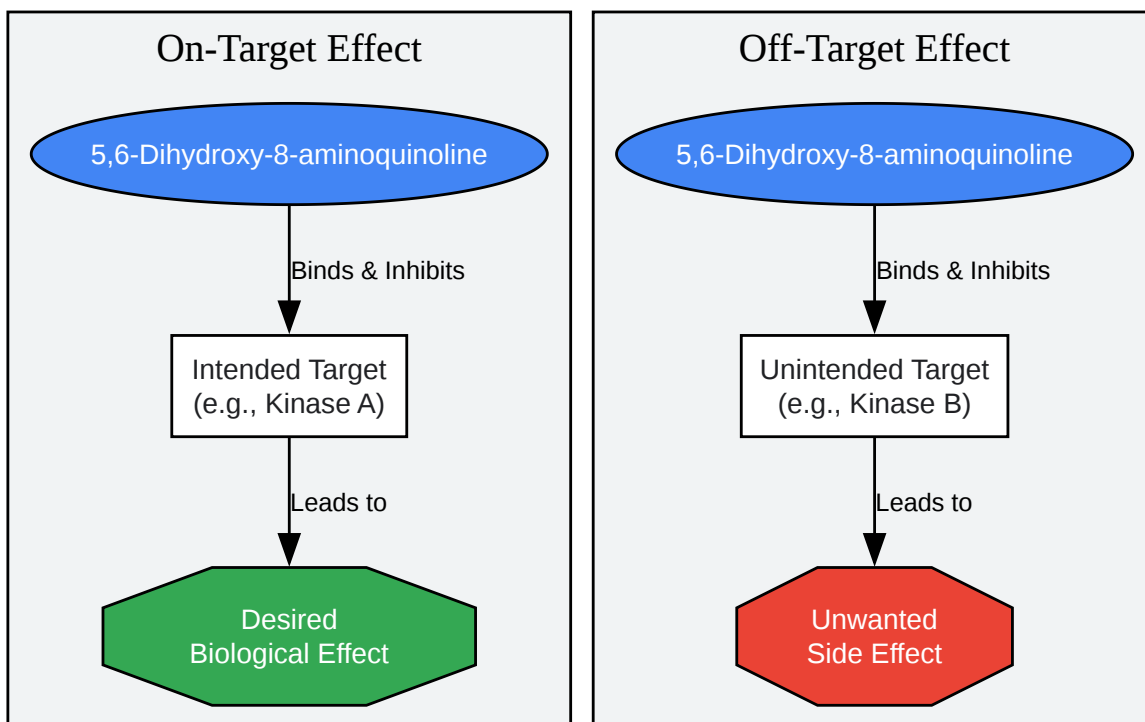 On-Target Effect
5,6-Dihydroxy-8-aminoquinoline
Binds & Inhibits
Intended Target
(e.g., Kinase A)
Leads to
Desired
Biological Effect
Off-Target Effect
5,6-Dihydroxy-8-aminoquinoline
Binds & Inhibits
Unintended Target
(e.g., Kinase B)
Leads to
Unwanted
Side Effect